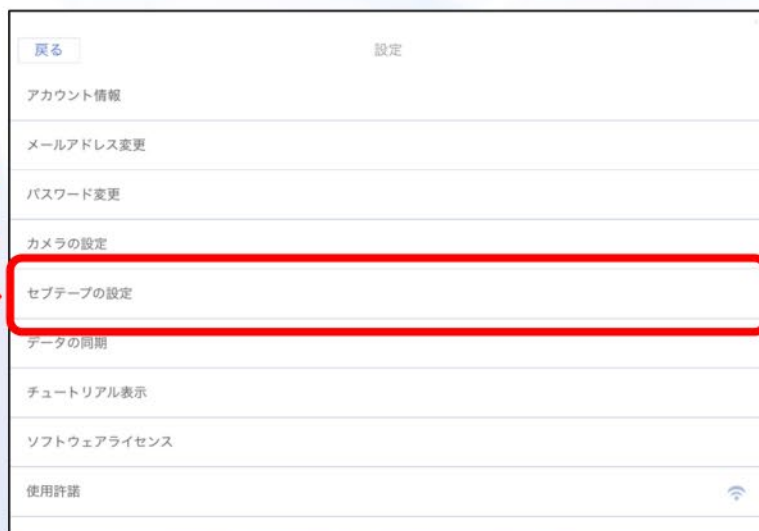 戻る
設定
アカウント情報
メールアドレス変更
パスワード変更
カメラの設定
セブテープの設定
データの同期
チュートリアル表示
ソフトウェアライセンス
使用許諾